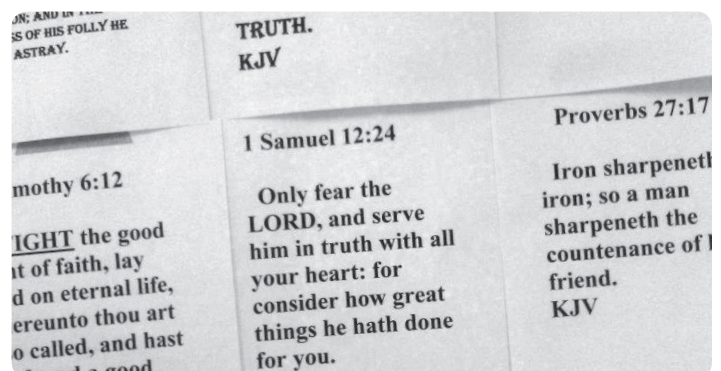 SS OF HIS FOLLY HE
ASTRAY.
TRUTH.
KJV
mothy 6:12
IGHT the good
t of faith, lay
d on eternal life,
ereunto thou art
o called, and hast
good
1 Samuel 12:24
Only fear the
LORD, and serve
him in truth with all
your heart: for
consider how great
things he hath done
for you.
Proverbs 27:17
Iron sharpeneth
iron; so a man
sharpeneth the
countenance of
friend.
KJV